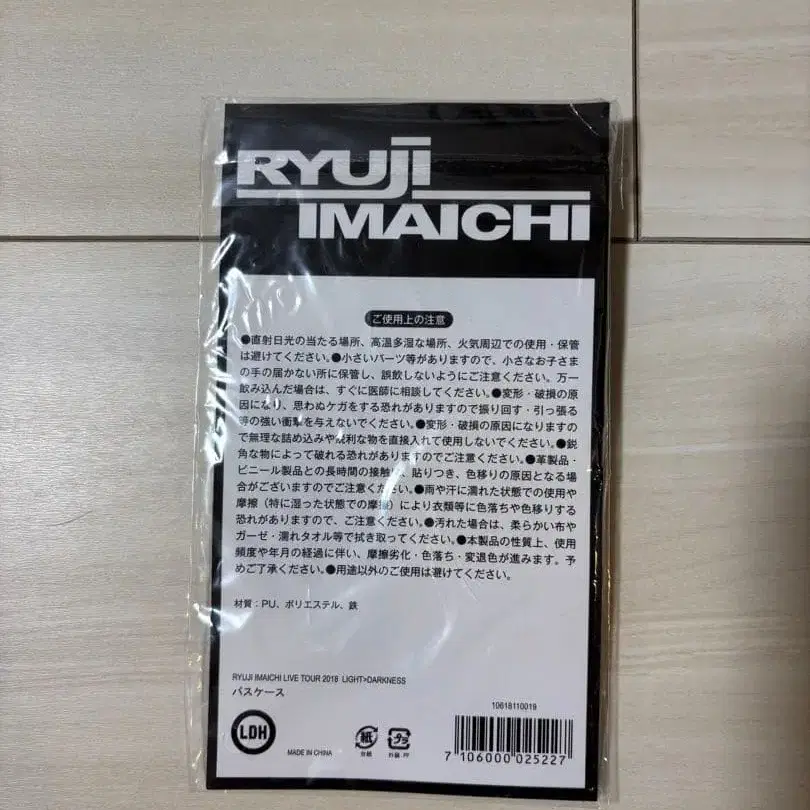 RYUJI
IMAICHI
ご使用上の注意
●直射日光の当たる場所、高温多湿な場所、火気周辺での使用・保管
は避けてください。●小さいパーツ等がありますので、小さなお子さま
の手の届かない所に保管し、誤飲しないようにご注意ください。万一
飲み込んだ場合は、すぐに医師に相談してください。●変形・破損の原
因になり、思わぬケガをする恐れがありますので振り回す・引っ張る
等の強い衝撃を与えないでください。●変形・破損の原因になりますの
で無理な詰め込みや鋭利な物を直接入れて使用しないでください。●鋭
角な物によって破れる恐れがありますのでご注意ください。●革製品・
ビニール製品との長時間の接触は、貼りつき、色移りの原因となる場
合がございますのでご注意ください。●雨や汗に濡れた状態での使用や
摩擦（特に湿った状態での摩擦）により衣類等に色落ちや色移りする
恐れがありますので、ご注意ください。●汚れた場合は、柔らかい布や
ガーゼ・濡れタオル等で拭き取ってください。●本製品の性質上、使用
頻度や年月の経過に伴い、摩擦劣化・色落ち・変退色が進みます。予
めご了承ください。●用途以外のご使用は避けてください。
材質：PU、ポリエステル、鉄
RYUJI IMAICHI LIVE TOUR 2018 LIGHT>DARKNESS
パスケース
10618110019
LDH
MADE IN CHINA
紙
台紙
プラ
外袋:PP
7 106000 025227